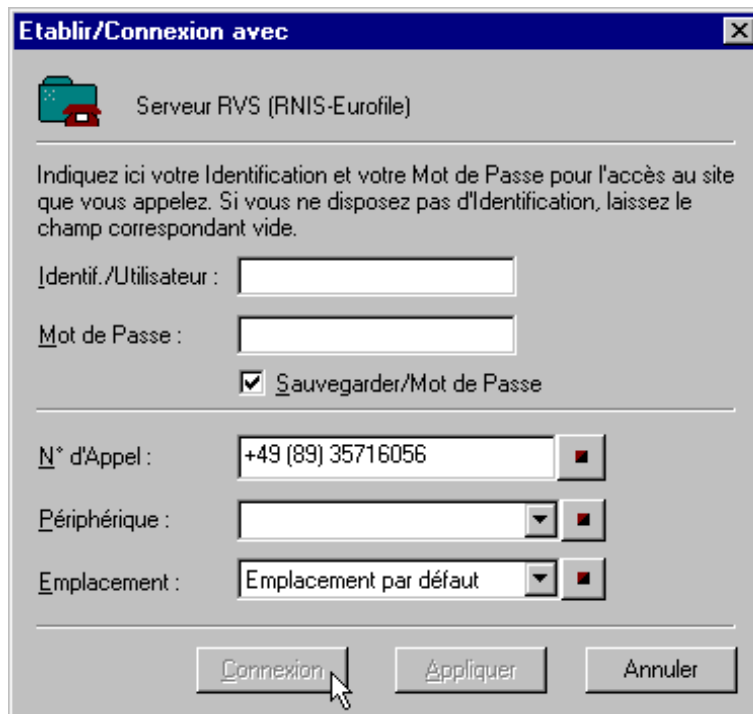 Etablir/Connexion avec
Serveur RVS (RNIS-Eurofile)
Indiquez ici votre Identification et votre Mot de Passe pour l'accès au site
que vous appelez. Si vous ne disposez pas d'Identification, laissez le
champ correspondant vide.
Identif./Utilisateur :
Mot de Passe :
Sauvegarder/Mot de Passe
N° d'Appel : +49 (89) 35716056
Périphérique :
Emplacement : Emplacement par défaut
Connexion Appliquer Annuler